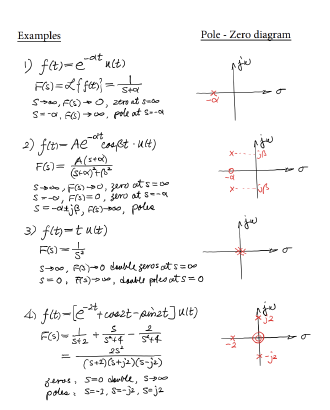 Examples Pole - Zero diagram
1) f(t)=e^{-αt} u(t)
F(s)=ℒ{f(t)}=1/(s+α)
s→∞, F(s)→0, zero at s=∞
s=-α, F(s)→∞, pole at s=-α
jω
σ
-α
2) f(t)=Ae^{-αt} cosβt·u(t)
F(s)=A(s+α)/((s+α)²+β²)
s→∞, F(s)→0, zero at s=∞
s=-α, F(s)=0, zero at s=-α
s=-α±jβ, F(s)→∞, poles
jω
jβ
σ
-α
-jβ
3) f(t)=t u(t)
F(s)=1/s²
s→∞, F(s)→0 double zeros at s=∞
s=0, F(s)→∞, double poles at s=0
jω
σ
4) f(t)=[e^{-2t}+cos2t-sin2t] u(t)
F(s)=1/(s+2)+s/(s²+4)-2/(s²+4)
=2s²/((s+2)(s+j2)(s-j2))
zeros: s=0 double, s→∞
poles: s=-2, s=-j2, s=j2
jω
j2
σ
-2
-j2